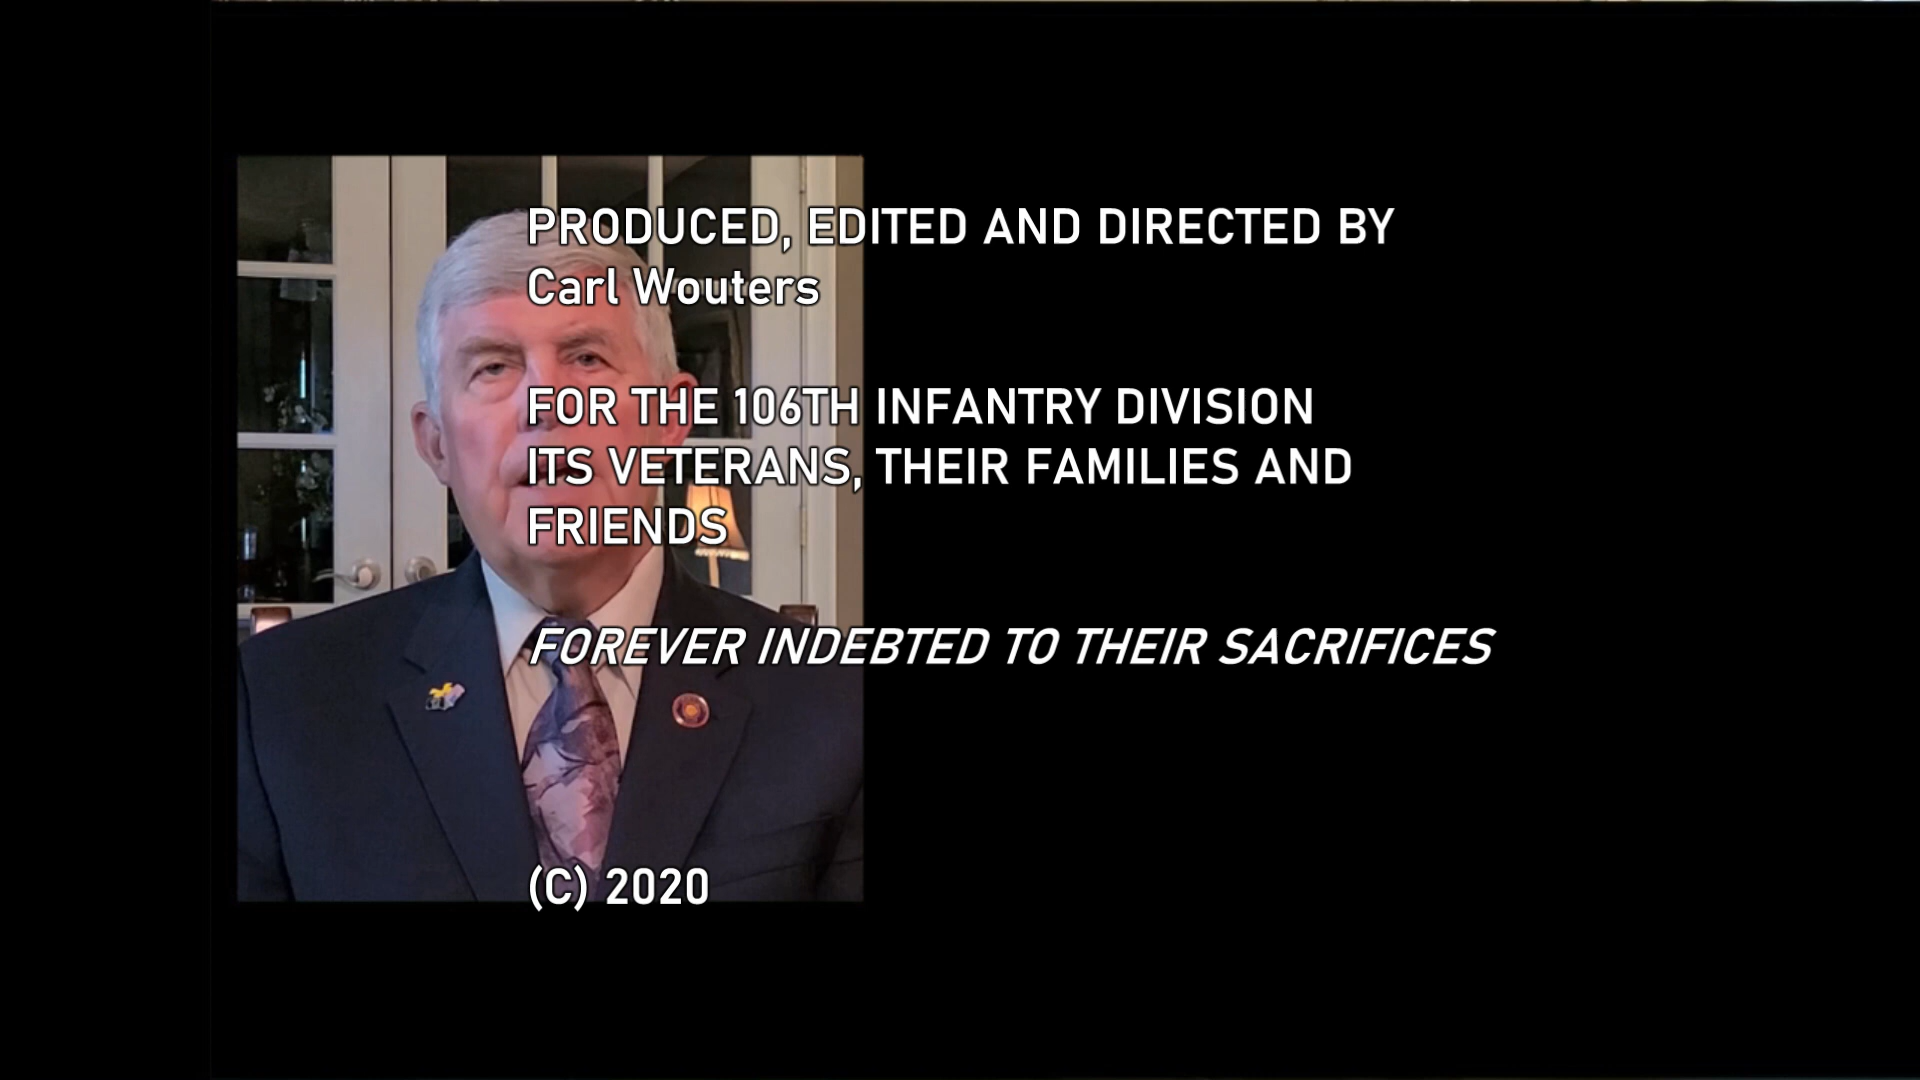 PRODUCED, EDITED AND DIRECTED BY
Carl Wouters
FOR THE 106TH INFANTRY DIVISION
ITS VETERANS, THEIR FAMILIES AND
FRIENDS
FOREVER INDEBTED TO THEIR SACRIFICES
(C) 2020